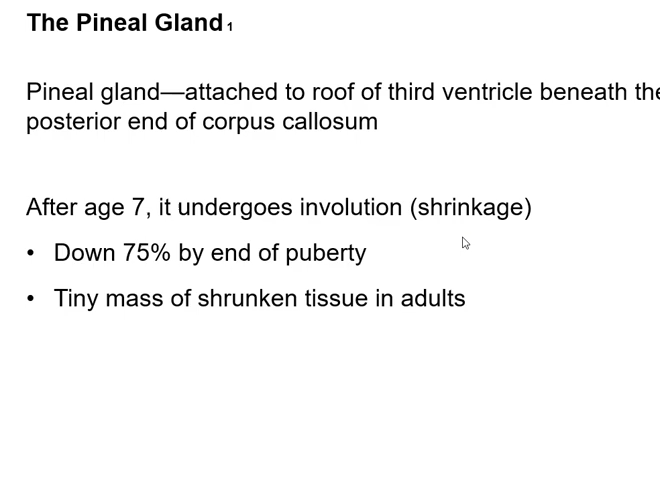 The Pineal Gland 1
Pineal gland—attached to roof of third ventricle beneath the
posterior end of corpus callosum
After age 7, it undergoes involution (shrinkage)
• Down 75% by end of puberty
• Tiny mass of shrunken tissue in adults